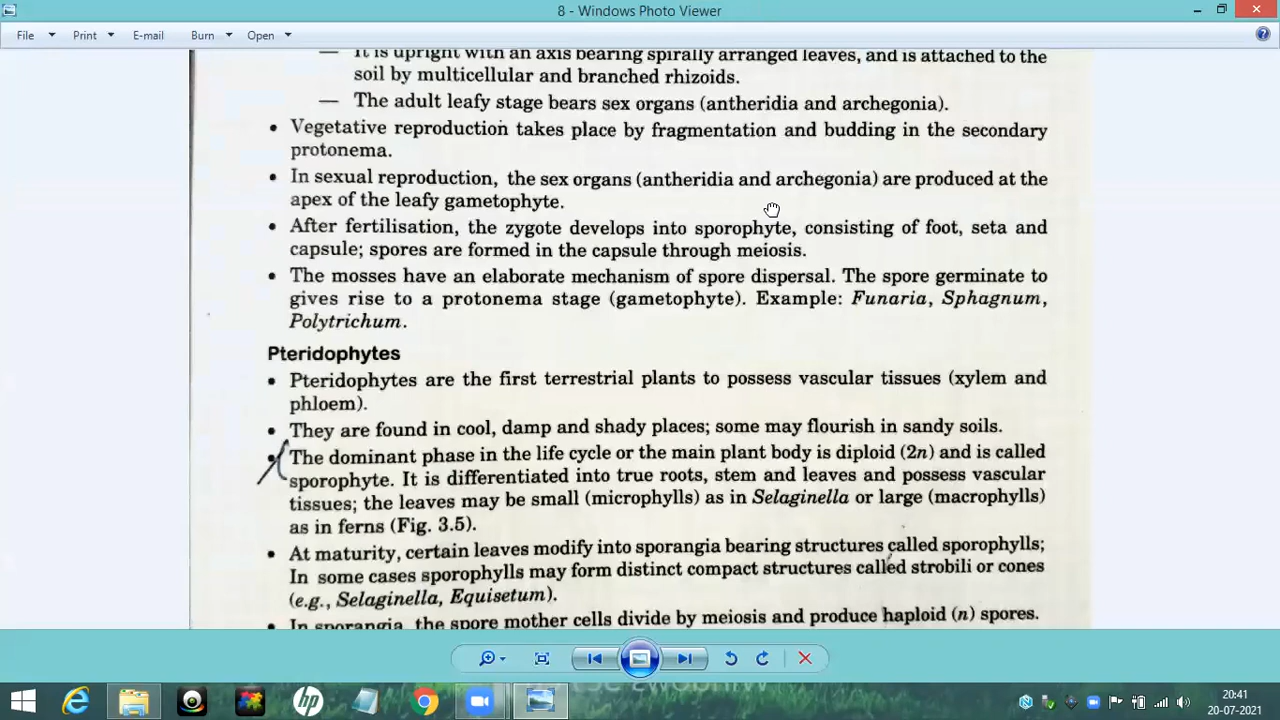 8 - Windows Photo Viewer
File Print E-mail Burn Open
— It is upright with an axis bearing spirally arranged leaves, and is attached to the
soil by multicellular and branched rhizoids.
— The adult leafy stage bears sex organs (antheridia and archegonia).
• Vegetative reproduction takes place by fragmentation and budding in the secondary
protonema.
• In sexual reproduction, the sex organs (antheridia and archegonia) are produced at the
apex of the leafy gametophyte.
• After fertilisation, the zygote develops into sporophyte, consisting of foot, seta and
capsule; spores are formed in the capsule through meiosis.
• The mosses have an elaborate mechanism of spore dispersal. The spore germinate to
gives rise to a protonema stage (gametophyte). Example: Funaria, Sphagnum,
Polytrichum.
Pteridophytes
• Pteridophytes are the first terrestrial plants to possess vascular tissues (xylem and
phloem).
• They are found in cool, damp and shady places; some may flourish in sandy soils.
• The dominant phase in the life cycle or the main plant body is diploid (2n) and is called
sporophyte. It is differentiated into true roots, stem and leaves and possess vascular
tissues; the leaves may be small (microphylls) as in Selaginella or large (macrophylls)
as in ferns (Fig. 3.5).
• At maturity, certain leaves modify into sporangia bearing structures called sporophylls;
In some cases sporophylls may form distinct compact structures called strobili or cones
(e.g., Selaginella, Equisetum).
• In sporangia, the spore mother cells divide by meiosis and produce haploid (n) spores.
hp
20:41
20-07-2021